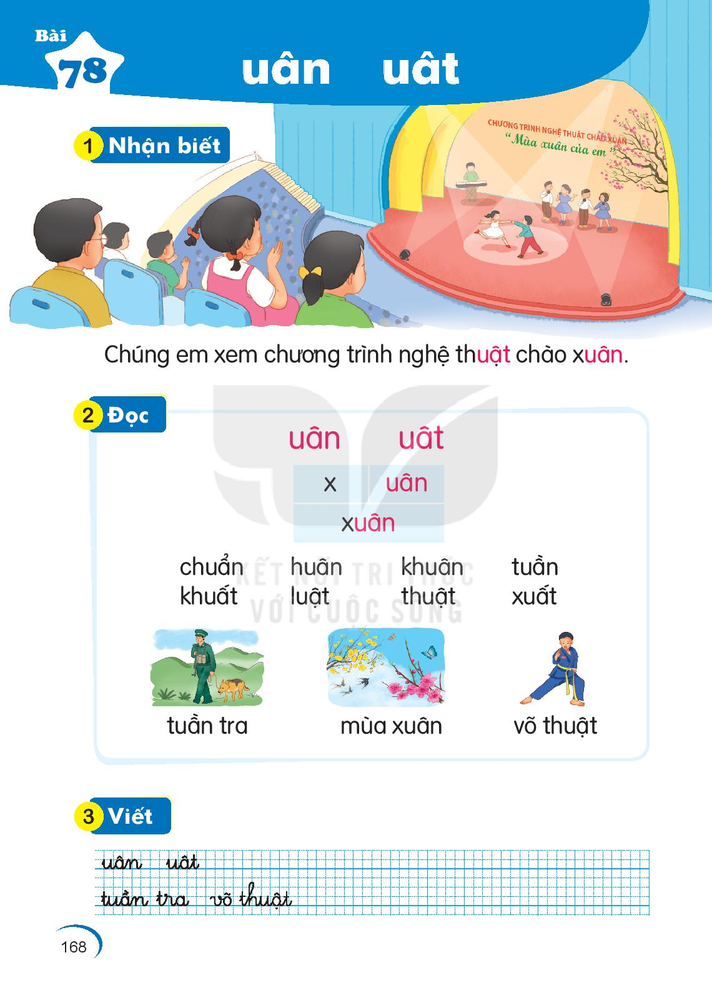 Bài
78
uân uât
CHƯƠNG TRÌNH NGHỆ THUẬT CHÀO XUÂN
“Mùa xuân của em”
1 Nhận biết
Chúng em xem chương trình nghệ thuật chào xuân.
2 Đọc
uân uât
x uân
xuân
chuẩn huân khuân tuần
khuất luật thuật xuất
KẾT NỐI TRI THỨC
VỚI CUỘC SỐNG
tuần tra mùa xuân võ thuật
3 Viết
uân uât
tuần tra võ thuật
168